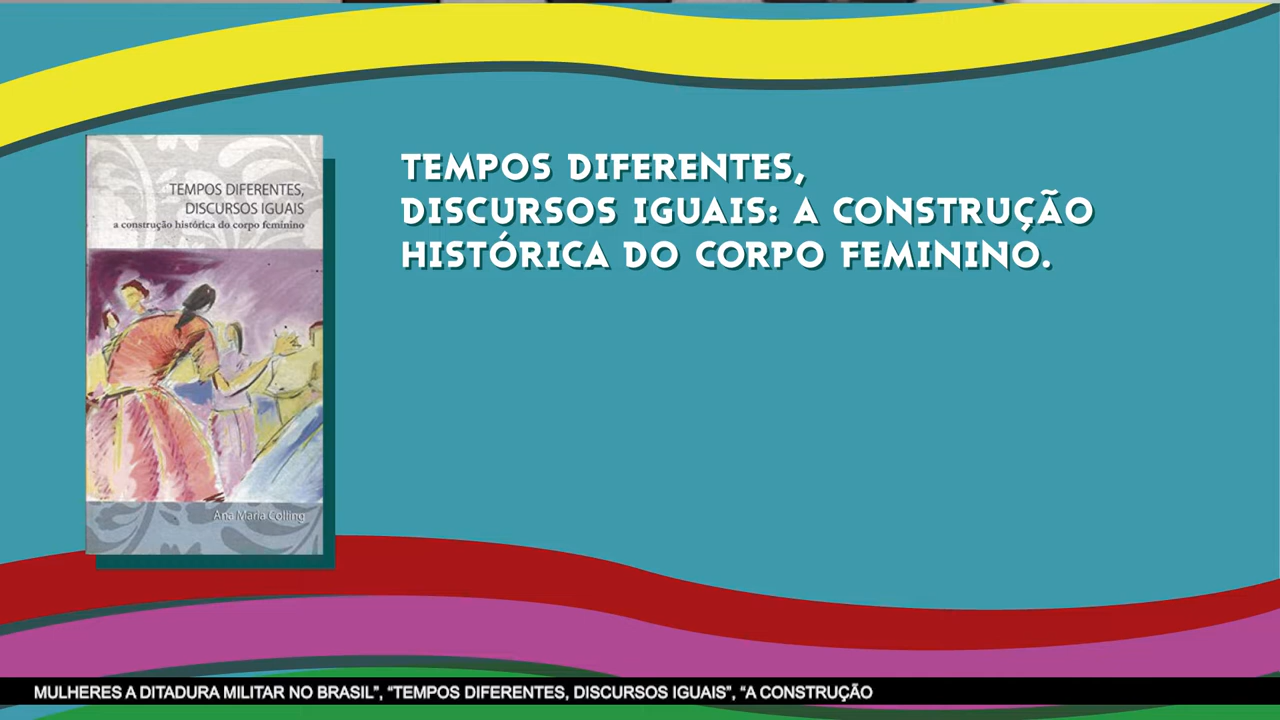 TEMPOS DIFERENTES,
DISCURSOS IGUAIS
a construção histórica do corpo feminino
Ana Maria Colling
TEMPOS DIFERENTES,
DISCURSOS IGUAIS: A CONSTRUÇÃO
HISTÓRICA DO CORPO FEMININO.
MULHERES A DITADURA MILITAR NO BRASIL”, “TEMPOS DIFERENTES, DISCURSOS IGUAIS”, “A CONSTRUÇÃO